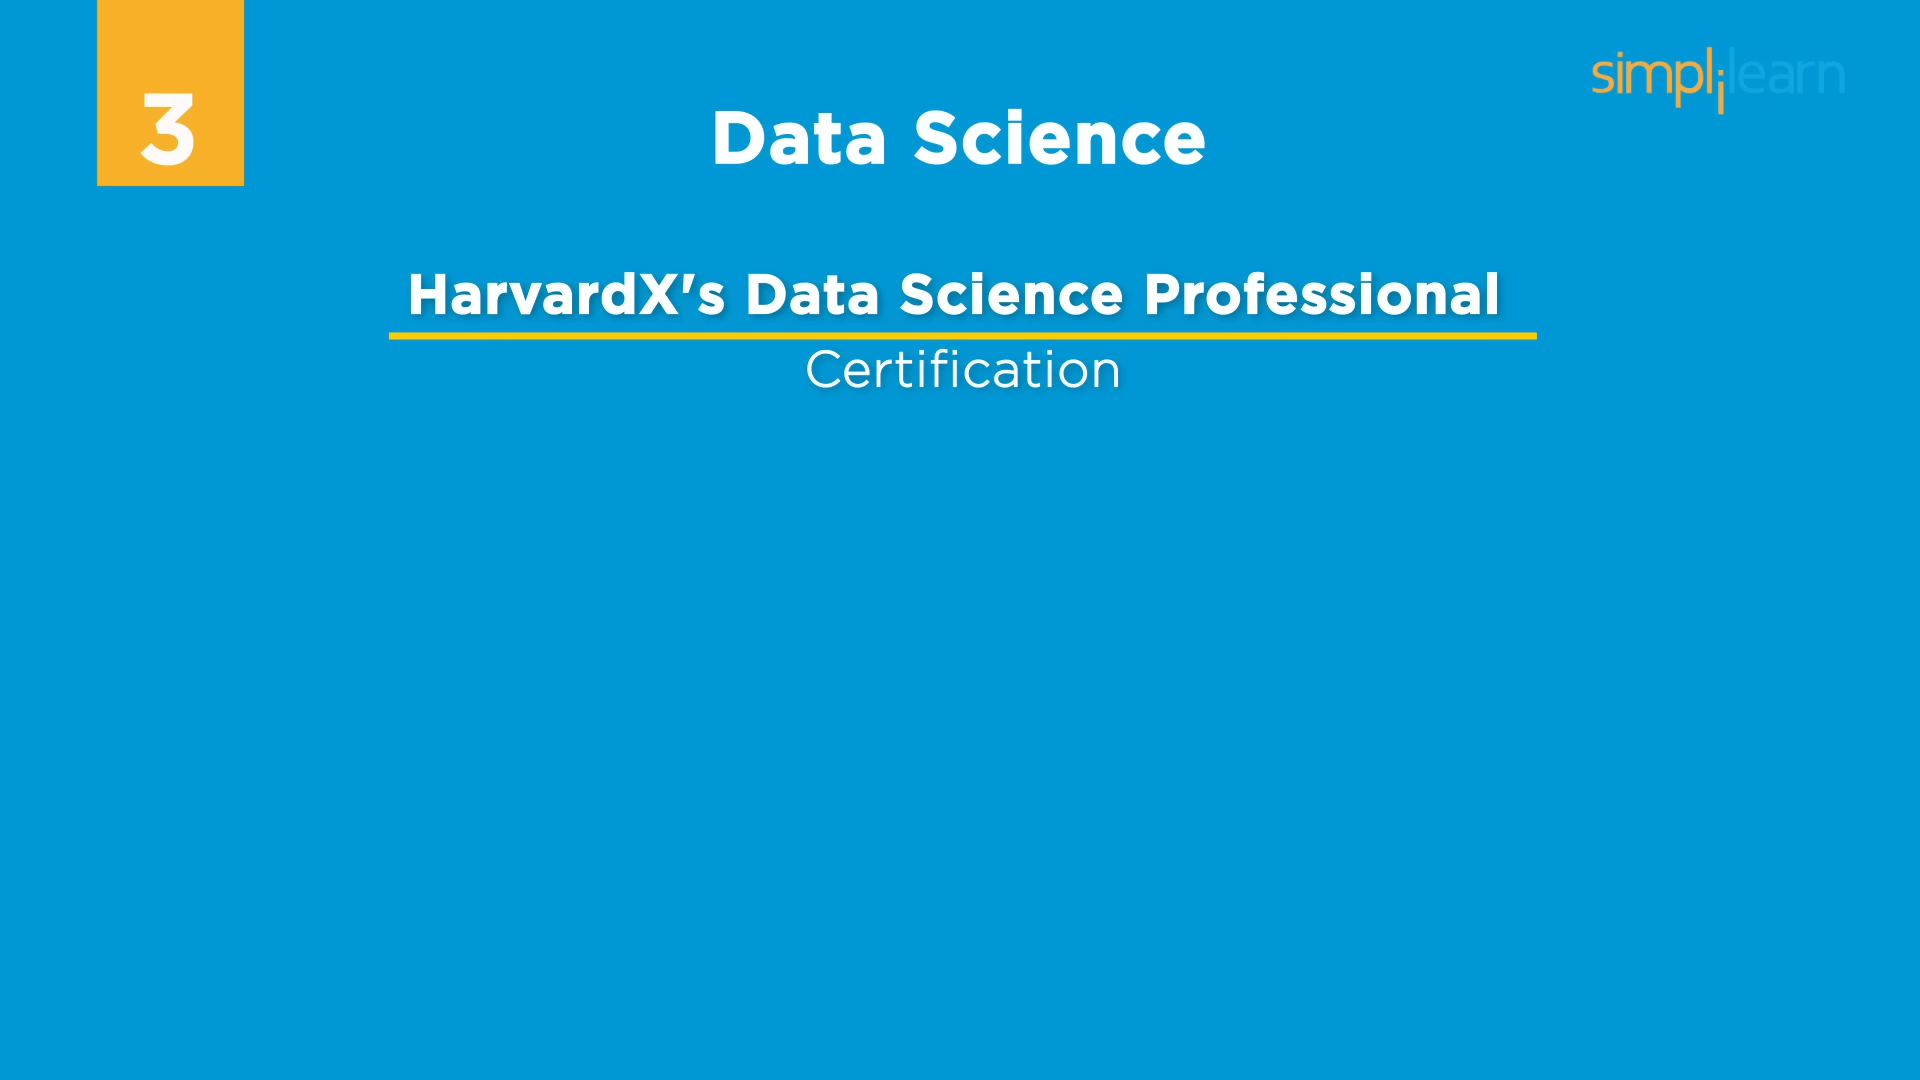 3
simplilearn
Data Science
HarvardX's Data Science Professional
Certification